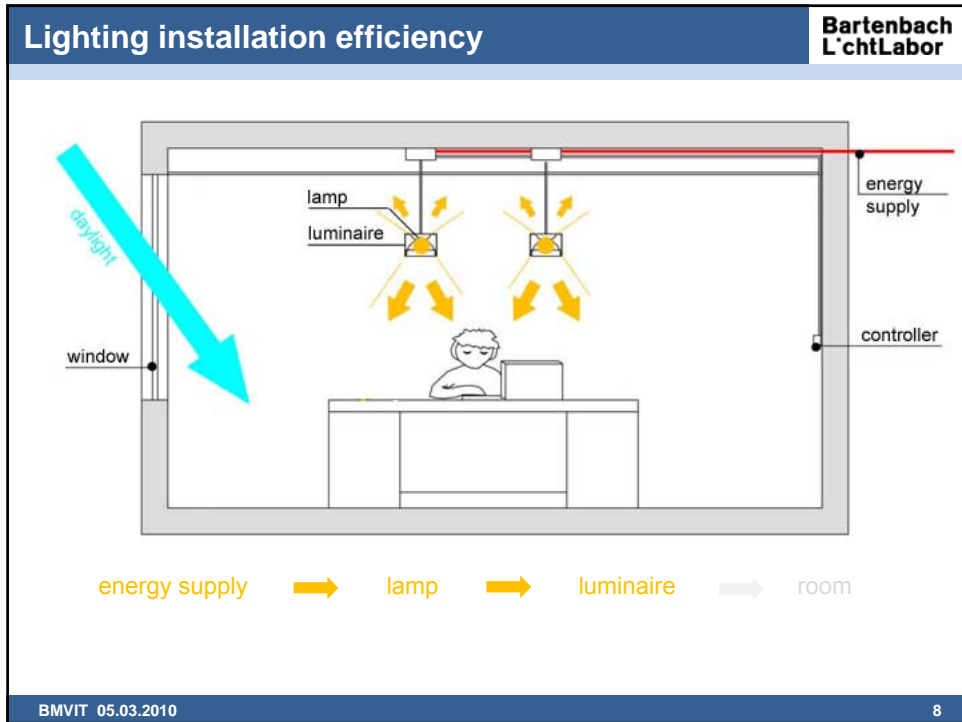 Lighting installation efficiency
Bartenbach
L'chtLabor
daylight
lamp
luminaire
energy
supply
window
controller
energy supply lamp luminaire room
BMVIT 05.03.2010 8